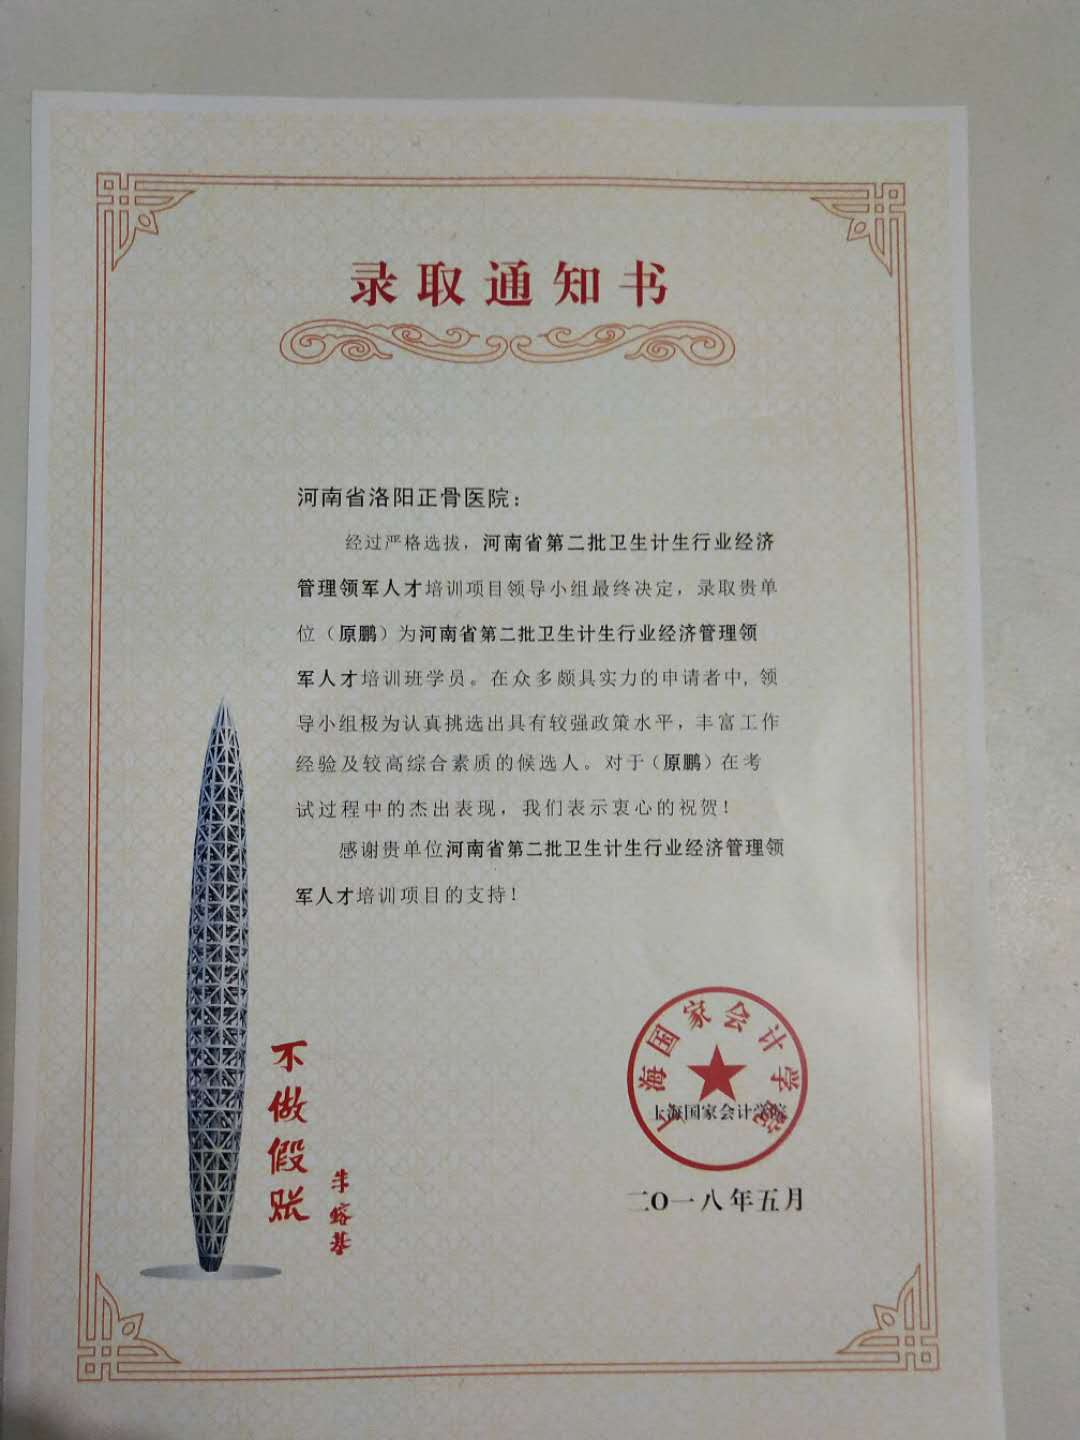 录取通知书
河南省洛阳正骨医院：
经过严格选拔，河南省第二批卫生计生行业经济
管理领军人才培训项目领导小组最终决定，录取贵单
位（原鹏）为河南省第二批卫生计生行业经济管理领
军人才培训班学员。在众多颇具实力的申请者中，领
导小组极为认真挑选出具有较强政策水平，丰富工作
经验及较高综合素质的候选人。对于（原鹏）在考
试过程中的杰出表现，我们表示衷心的祝贺！
感谢贵单位河南省第二批卫生计生行业经济管理领
军人才培训项目的支持！
不做假账
朱镕基
上海国家会计学院
上海国家会计学院
二〇一八年五月